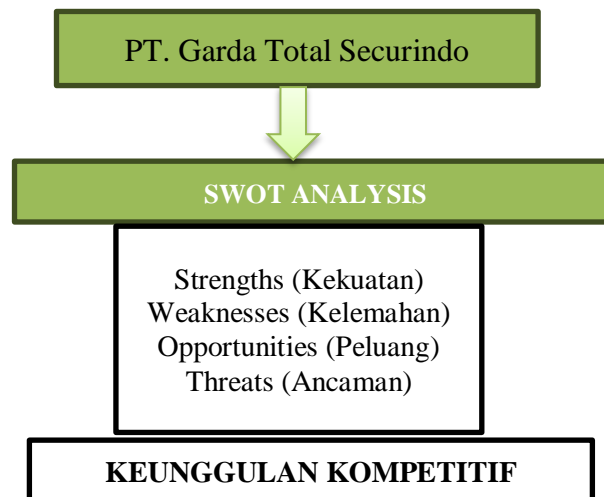 PT. Garda Total Securindo
SWOT ANALYSIS
Strengths (Kekuatan)
Weaknesses (Kelemahan)
Opportunities (Peluang)
Threats (Ancaman)
KEUNGGULAN KOMPETITIF